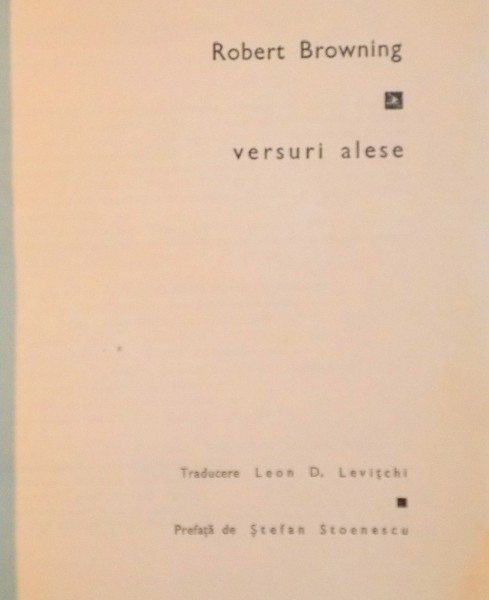 Robert Browning
versuri alese
Traducere Leon D. Levițchi
Prefață de Ștefan Stoenescu